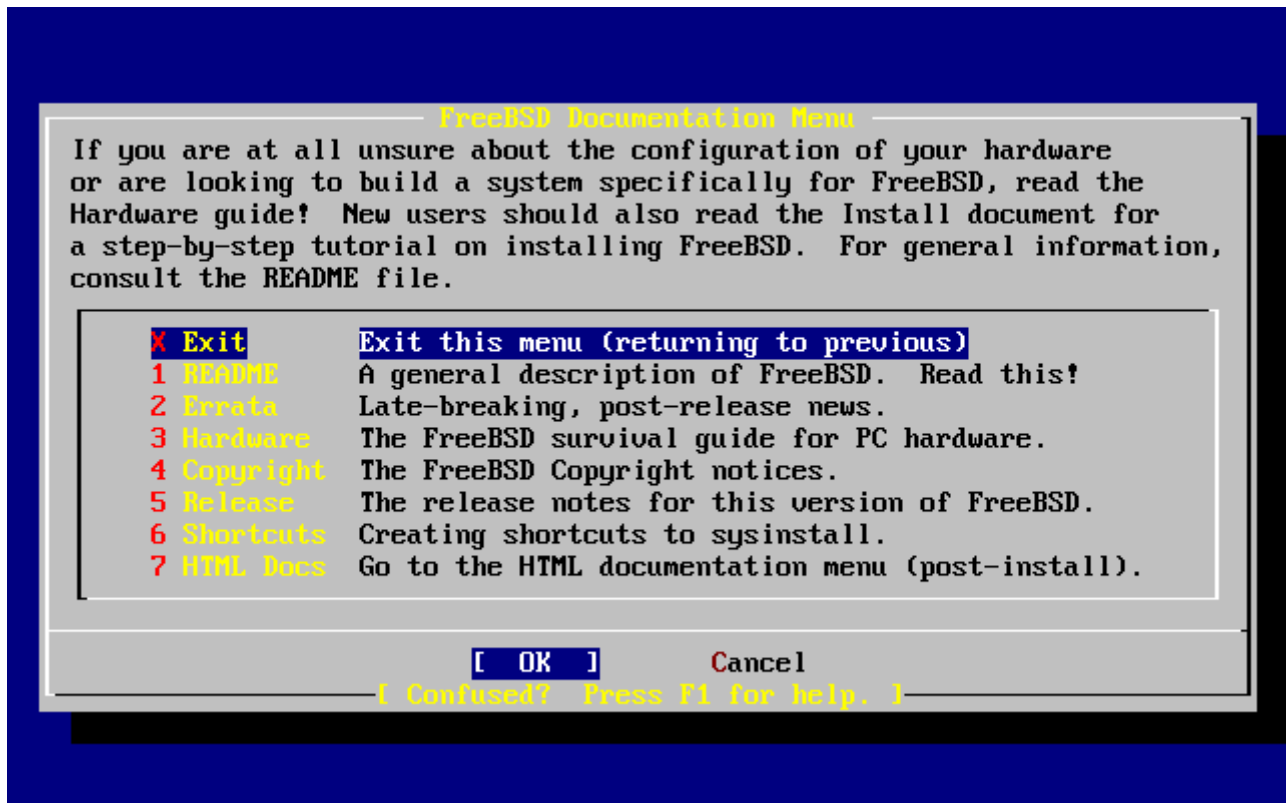 FreeBSD Documentation Menu
If you are at all unsure about the configuration of your hardware
or are looking to build a system specifically for FreeBSD, read the
Hardware guide!  New users should also read the Install document for
a step-by-step tutorial on installing FreeBSD.  For general information,
consult the README file.
X Exit Exit this menu (returning to previous)
1 README A general description of FreeBSD.  Read this!
2 Errata Late-breaking, post-release news.
3 Hardware The FreeBSD survival guide for PC hardware.
4 Copyright The FreeBSD Copyright notices.
5 Release The release notes for this version of FreeBSD.
6 Shortcuts Creating shortcuts to sysinstall.
7 HTML Docs Go to the HTML documentation menu (post-install).
[ OK ] Cancel
[ Confused?  Press F1 for help. ]